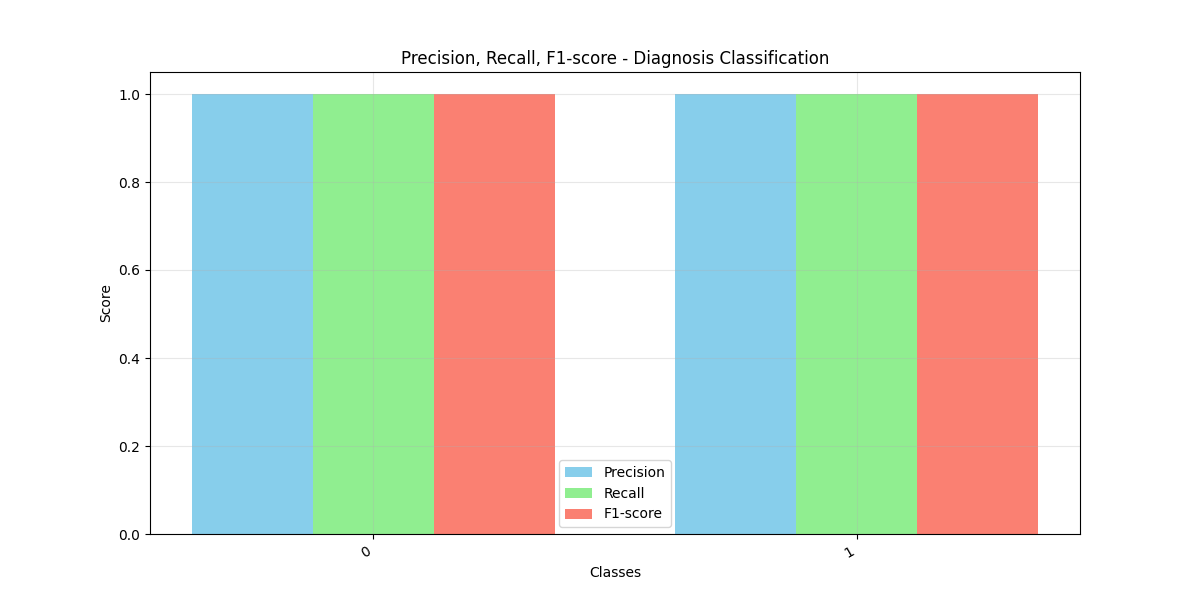 Precision, Recall, F1-score - Diagnosis Classification
Score
1.0
0.8
0.6
0.4
0.2
0.0
Precision
Recall
F1-score
0
1
Classes